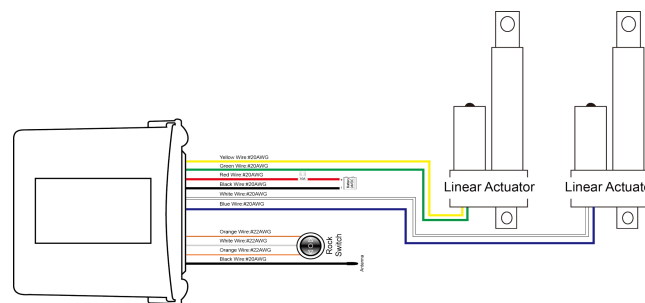 Yellow Wire:#20AWG
Green Wire:#20AWG
Red Wire:#20AWG
Black Wire:#20AWG
White Wire:#20AWG
Blue Wire:#20AWG
Orange Wire:#22AWG
White Wire:#22AWG
Orange Wire:#22AWG
Black Wire:#20AWG
Rock
Switch
Antenna
Linear Actuator
Linear Actuat